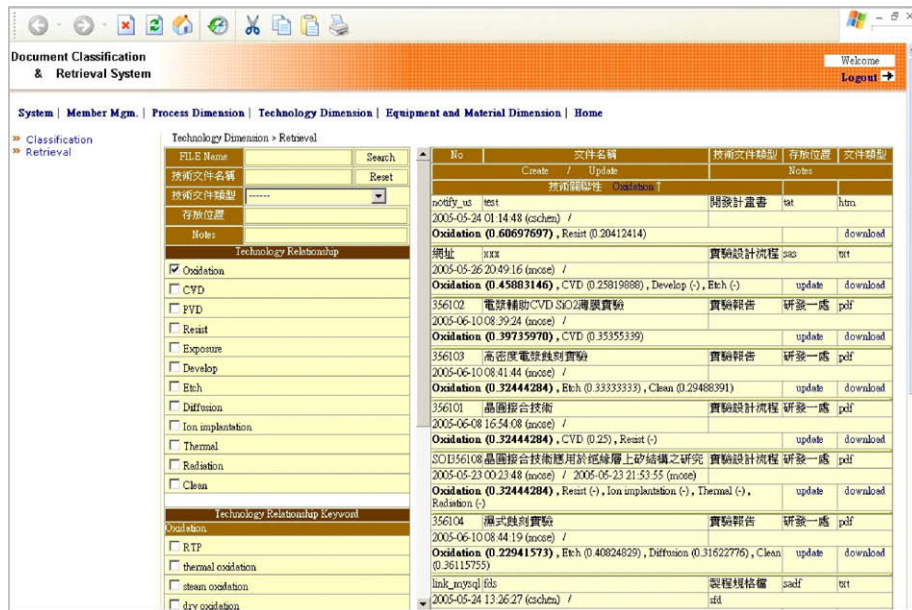 Document Classification
& Retrieval System
Welcome
Logout
System | Member Mgm. | Process Dimension | Technology Dimension | Equipment and Material Dimension | Home
Classification
Retrieval
Technology Dimension > Retrieval
FILE Name
Search
技術文件名稱
Reset
技術文件類型
------
存放位置
Notes
Technology Relationship
Oxidation
CVD
PVD
Resist
Exposure
Develop
Etch
Diffusion
Ion implantation
Thermal
Radiation
Clean
Technology Relationship Keyword
Oxidation
RTP
thermal oxidation
steam oxidation
dry oxidation
No 文件名稱 技術文件類型 存放位置 文件類型
Create / Update Notes
技術關聯性 Oxidation↑
notify_us test 開發計畫書 tat htm
2005-05-24 01:14:48 (cschen) /
Oxidation (0.60697697) , Resist (0.20412414) download
網址 xxx 實驗設計流程 sas txt
2005-05-26 20:49:16 (mose) /
Oxidation (0.45883146) , CVD (0.25819888) , Develop (-) , Etch (-) update download
356102 電漿輔助CVD SiO2薄膜實驗 實驗報告 研發一處 pdf
2005-06-10 08:39:24 (mose) /
Oxidation (0.39735970) , CVD (0.35355339) update download
356103 高密度電漿蝕刻實驗 實驗報告 研發一處 pdf
2005-06-10 08:41:44 (mose) /
Oxidation (0.32444284) , Etch (0.33333333) , Clean (0.29488391) update download
356101 晶圓接合技術 實驗設計流程 研發一處 pdf
2005-06-08 16:54:08 (mose) /
Oxidation (0.32444284) , CVD (0.25) , Resist (-) update download
SOI356108 晶圓接合技術應用於絕緣層上矽結構之研究 實驗設計流程 研發一處 pdf
2005-05-23 00:23:48 (mose) / 2005-05-23 21:53:55 (mose)
Oxidation (0.32444284) , Resist (-) , Ion implantation (-) , Thermal (-) , update download
Radiation (-)
356104 濕式蝕刻實驗 實驗報告 研發一處 pdf
2005-06-10 08:44:19 (mose) /
Oxidation (0.22941573) , Etch (0.40824829) , Diffusion (0.31622776) , Clean update download
(0.36115755)
link_mysql fds 製程規格檔 sadf txt
2005-05-24 13:26:27 (cschen) / sfd